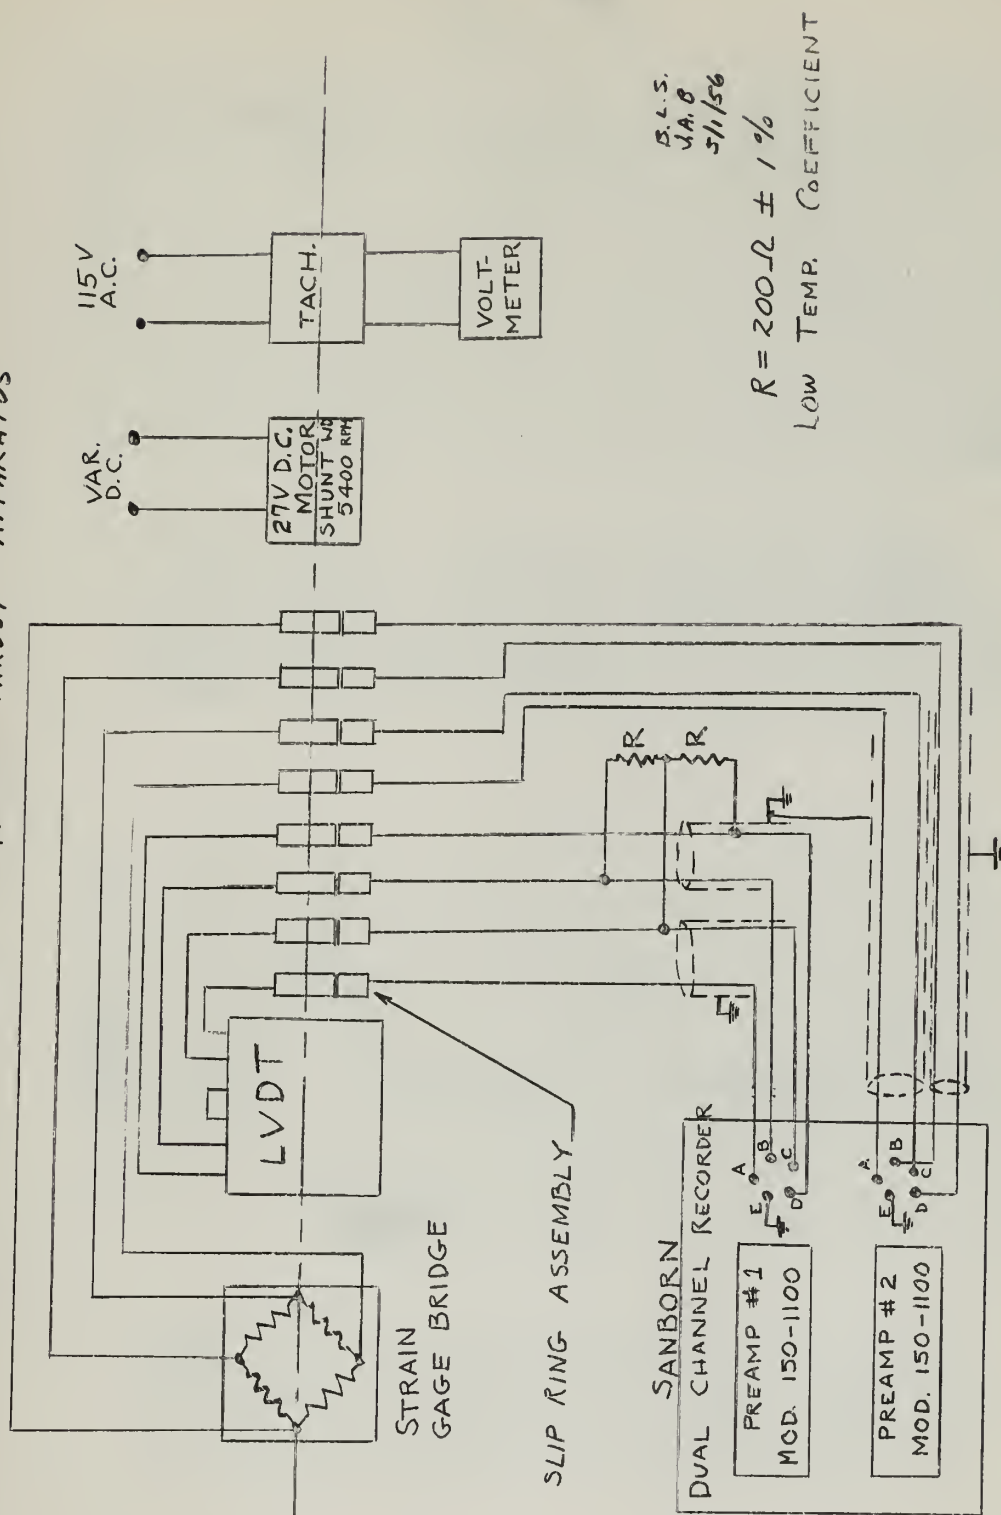 115V
A.C.
VAR.
D.C.
TACH.
27V D.C.
MOTOR
SHUNT WD
5400 RPM
VOLT-
METER
B.L.S.
J.A.B
5/1/56
R = 200Ω ± 1%
LOW TEMP. COEFFICIENT
R
R
LVDT
STRAIN
GAGE BRIDGE
SLIP RING ASSEMBLY
SANBORN
DUAL CHANNEL RECORDER
PREAMP #1
MOD. 150-1100
A
B
C
D
E
PREAMP #2
MOD. 150-1100
A
B
C
D
E